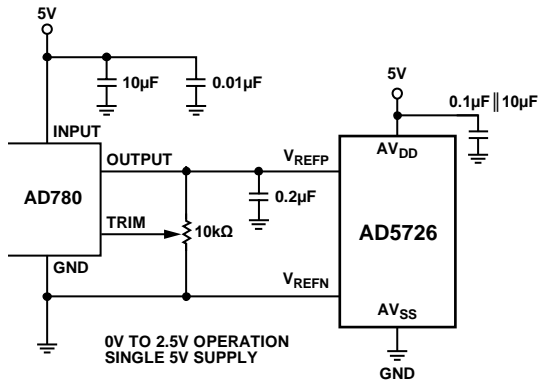 5V
10µF
0.01µF
5V
0.1µF║10µF
INPUT
OUTPUT
VREFP
AVDD
AD780
0.2µF
TRIM
10kΩ
AD5726
GND
VREFN
AVSS
0V TO 2.5V OPERATION
SINGLE 5V SUPPLY
GND